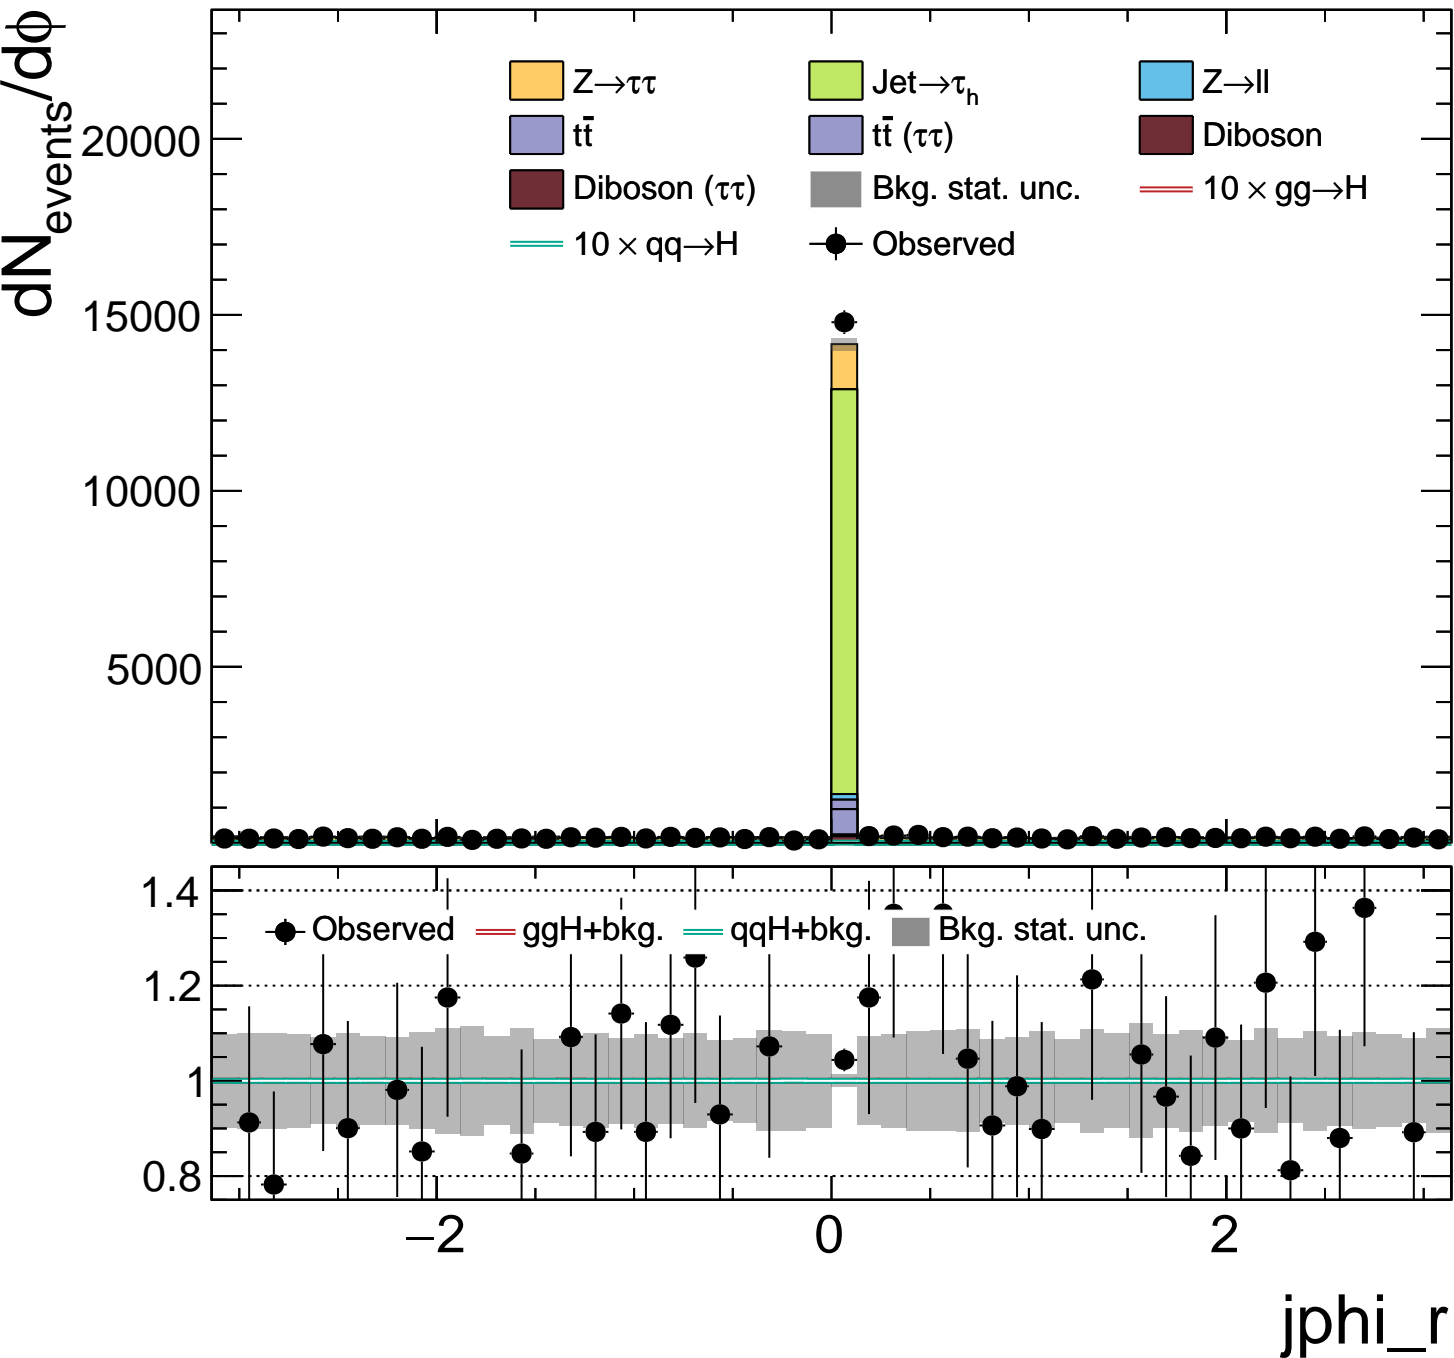 dN_events/dϕ
Z→ττ Jet→τ_h Z→ll
tt̄ tt̄ (ττ) Diboson
Diboson (ττ) Bkg. stat. unc. 10 × gg→H
10 × qq→H Observed
20000
15000
10000
5000
1.4
Observed ggH+bkg. qqH+bkg. Bkg. stat. unc.
1.2
1
0.8
−2 0 2
jphi_r